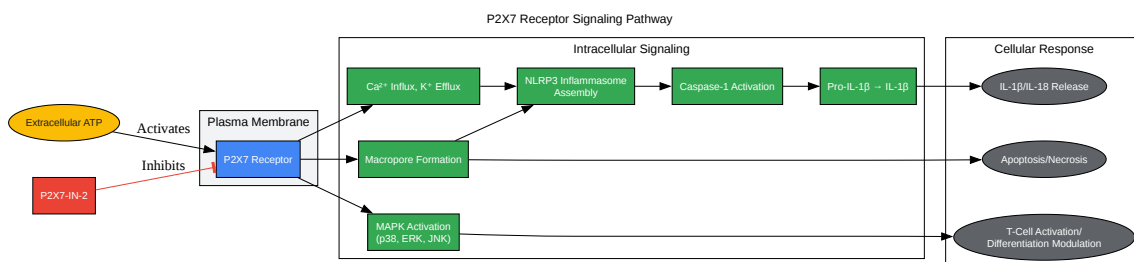 P2X7 Receptor Signaling Pathway
Intracellular Signaling
Cellular Response
Ca²⁺ Influx, K⁺ Efflux
NLRP3 Inflammasome
Assembly
Caspase-1 Activation
Pro-IL-1β → IL-1β
IL-1β/IL-18 Release
Extracellular ATP
Activates
Plasma Membrane
P2X7 Receptor
Macropore Formation
Apoptosis/Necrosis
Inhibits
P2X7-IN-2
MAPK Activation
(p38, ERK, JNK)
T-Cell Activation/
Differentiation Modulation